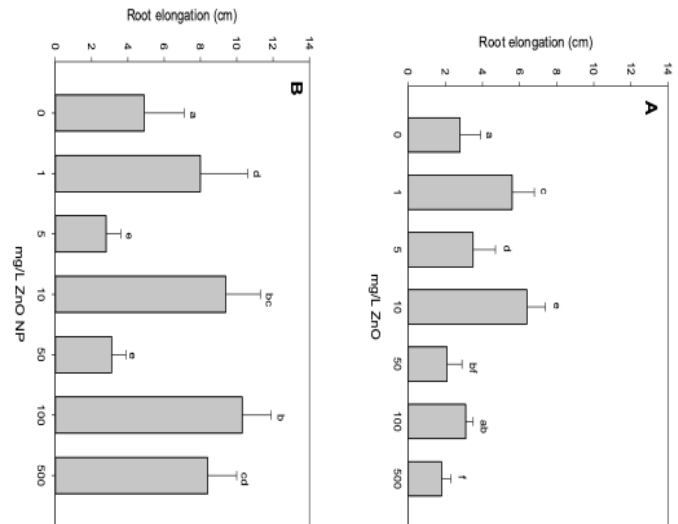 A
Root elongation (cm)
14
12
10
8
6
4
2
0
a c d e bf ab f
0 1 5 10 50 100 500
mg/L ZnO
B
Root elongation (cm)
14
12
10
8
6
4
2
0
a d e bc e b cd
0 1 5 10 50 100 500
mg/L ZnO NP